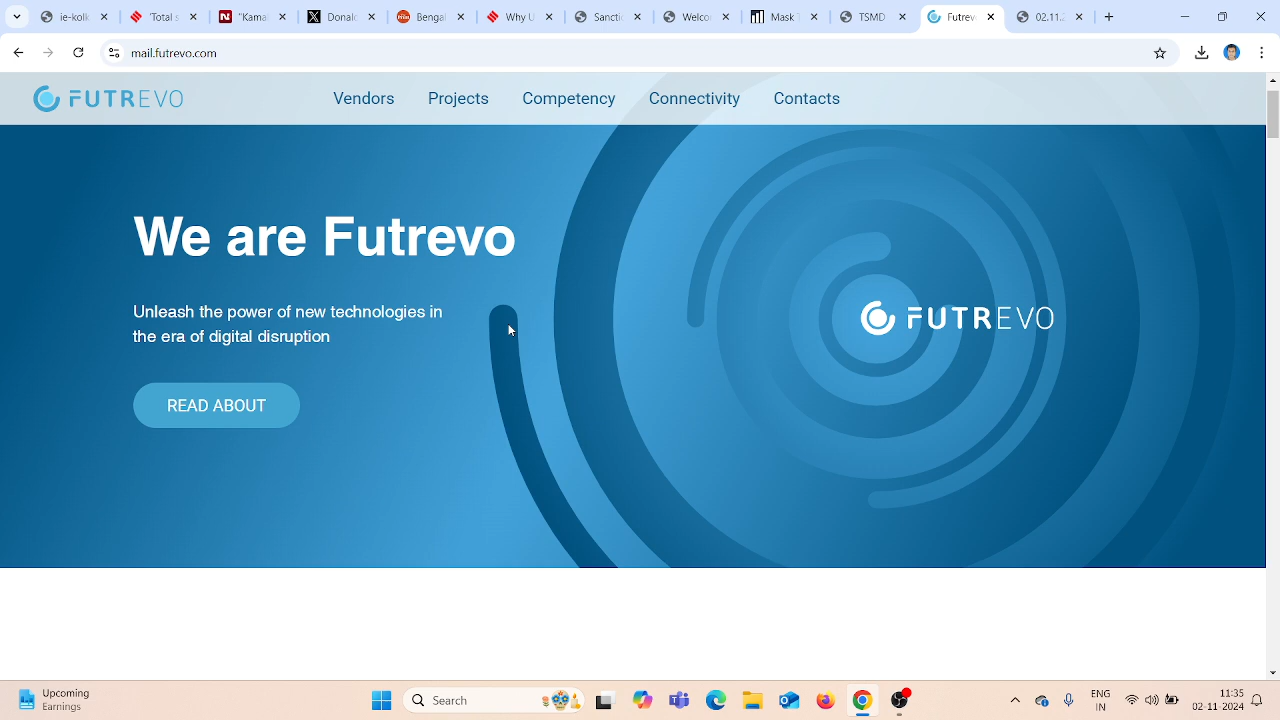 ie-kolk
"Total s
"Kama
Donal
Bengal
Why U
Sancti
Welco
Mask T
TSMD
Futrev
02.11.2
mail.futrevo.com
FUTREVO
Vendors
Projects
Competency
Connectivity
Contacts
We are Futrevo
Unleash the power of new technologies in
the era of digital disruption
READ ABOUT
FUTREVO
Upcoming
Earnings
Search
ENG
IN
11:35
02-11-2024